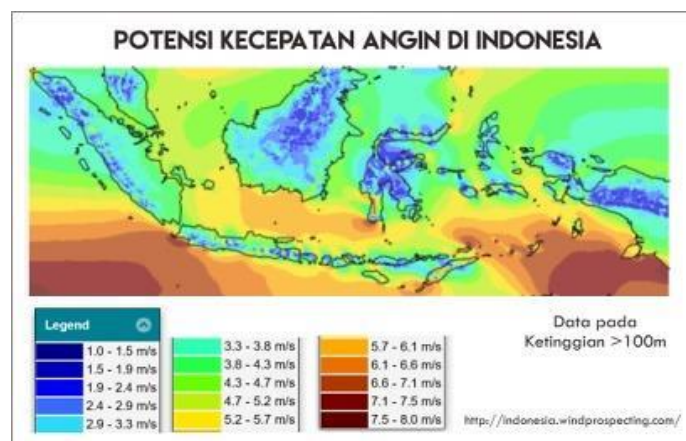 POTENSI KECEPATAN ANGIN DI INDONESIA
Legend
1.0 - 1.5 m/s
1.5 - 1.9 m/s
1.9 - 2.4 m/s
2.4 - 2.9 m/s
2.9 - 3.3 m/s
3.3 - 3.8 m/s
3.8 - 4.3 m/s
4.3 - 4.7 m/s
4.7 - 5.2 m/s
5.2 - 5.7 m/s
5.7 - 6.1 m/s
6.1 - 6.6 m/s
6.6 - 7.1 m/s
7.1 - 7.5 m/s
7.5 - 8.0 m/s
Data pada
Ketinggian >100m
http://indonesia.windprospecting.com/